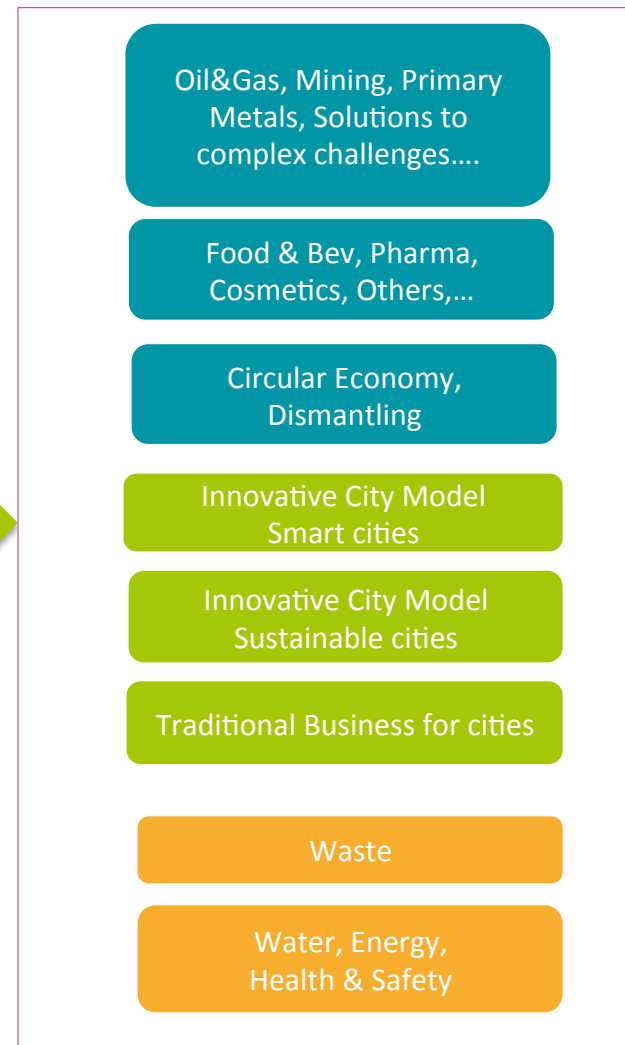 Oil&Gas, Mining, Primary
Metals, Solutions to
complex challenges....
Food & Bev, Pharma,
Cosmetics, Others,...
Circular Economy,
Dismantling
Innovative City Model
Smart cities
Innovative City Model
Sustainable cities
Traditional Business for cities
Waste
Water, Energy,
Health & Safety